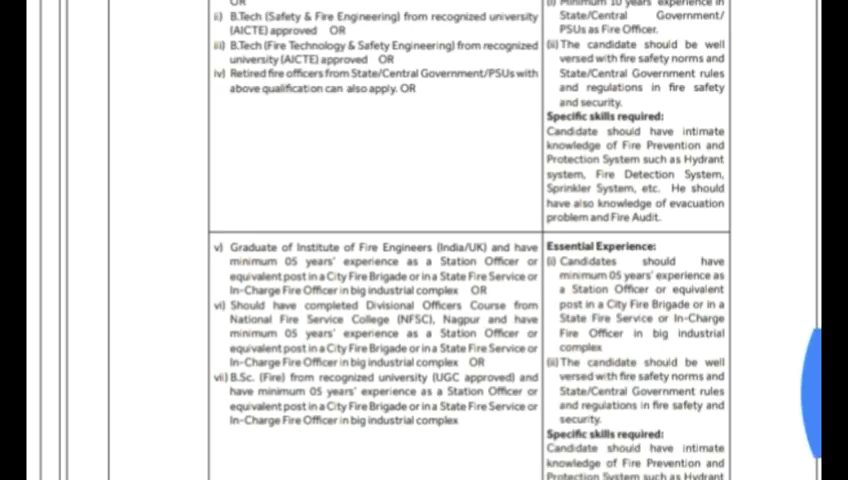 OR
ii) B.Tech (Safety & Fire Engineering) from recognized university
(AICTE) approved OR
iii) B.Tech (Fire Technology & Safety Engineering) from recognized
university (AICTE) approved OR
iv) Retired fire officers from State/Central Government/PSUs with
above qualification can also apply. OR
(i) Minimum 10 years' experience in
State/Central Government/
PSUs as Fire Officer.
(ii) The candidate should be well
versed with fire safety norms and
State/Central Government rules
and regulations in fire safety
and security.
Specific skills required:
Candidate should have intimate
knowledge of Fire Prevention and
Protection System such as Hydrant
system, Fire Detection System,
Sprinkler System, etc. He should
have also knowledge of evacuation
problem and Fire Audit.
v) Graduate of Institute of Fire Engineers (India/UK) and have
minimum 05 years' experience as a Station Officer or
equivalent post in a City Fire Brigade or in a State Fire Service or
In-Charge Fire Officer in big industrial complex OR
vi) Should have completed Divisional Officers Course from
National Fire Service College (NFSC), Nagpur and have
minimum 05 years' experience as a Station Officer or
equivalent post in a City Fire Brigade or in a State Fire Service or
In-Charge Fire Officer in big industrial complex OR
vii) B.Sc. (Fire) from recognized university (UGC approved) and
have minimum 05 years' experience as a Station Officer or
equivalent post in a City Fire Brigade or in a State Fire Service or
In-Charge Fire Officer in big industrial complex
Essential Experience:
(i) Candidates should have
minimum 05 years' experience as
a Station Officer or equivalent
post in a City Fire Brigade or in a
State Fire Service or In-Charge
Fire Officer in big industrial
complex
(ii) The candidate should be well
versed with fire safety norms and
State/Central Government rules
and regulations in fire safety and
security.
Specific skills required:
Candidate should have intimate
knowledge of Fire Prevention and
Protection System such as Hydrant